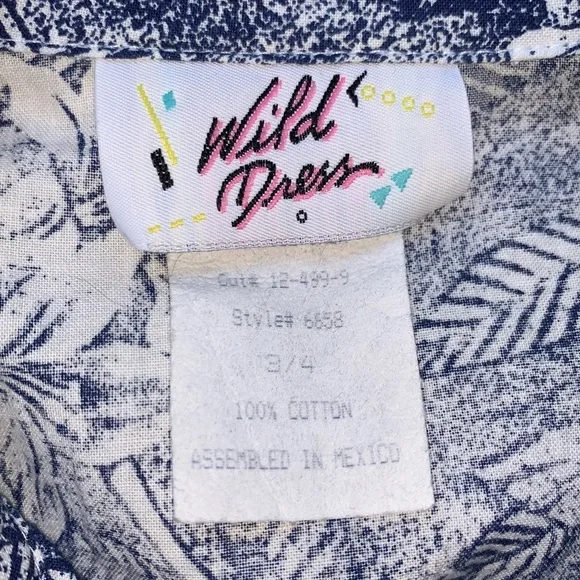 Wild
Dress
Cut# 12-499-9
Style# 6658
3/4
100% COTTON
ASSEMBLED IN MEXICO